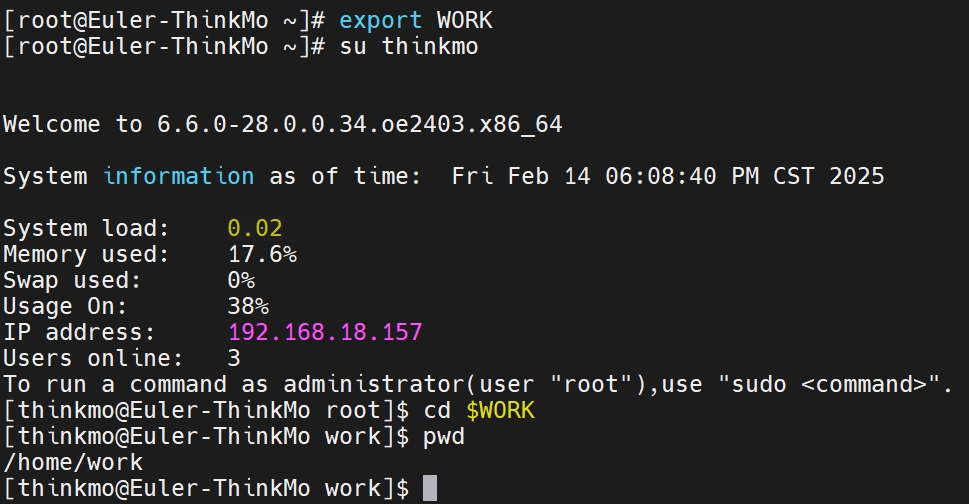 [root@Euler-ThinkMo ~]# export WORK
[root@Euler-ThinkMo ~]# su thinkmo
Welcome to 6.6.0-28.0.0.34.oe2403.x86_64
System information as of time:  Fri Feb 14 06:08:40 PM CST 2025
System load:    0.02
Memory used:    17.6%
Swap used:      0%
Usage On:       38%
IP address:     192.168.18.157
Users online:   3
To run a command as administrator(user "root"),use "sudo <command>".
[thinkmo@Euler-ThinkMo root]$ cd $WORK
[thinkmo@Euler-ThinkMo work]$ pwd
/home/work
[thinkmo@Euler-ThinkMo work]$